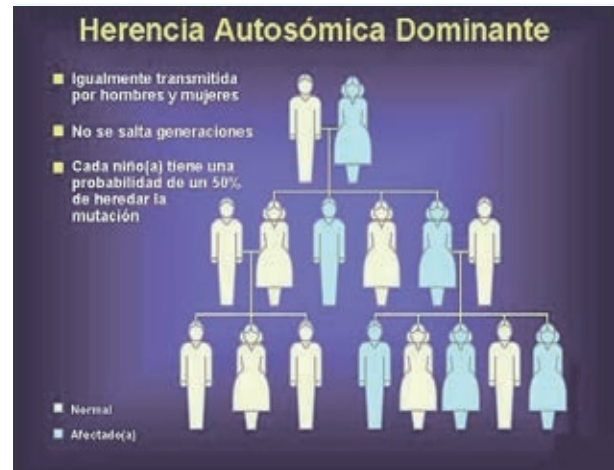 Herencia Autosómica Dominante
Igualmente transmitida
por hombres y mujeres
No se salta generaciones
Cada niño(a) tiene una
probabilidad de un 50%
de heredar la
mutación
Normal
Afectado(a)